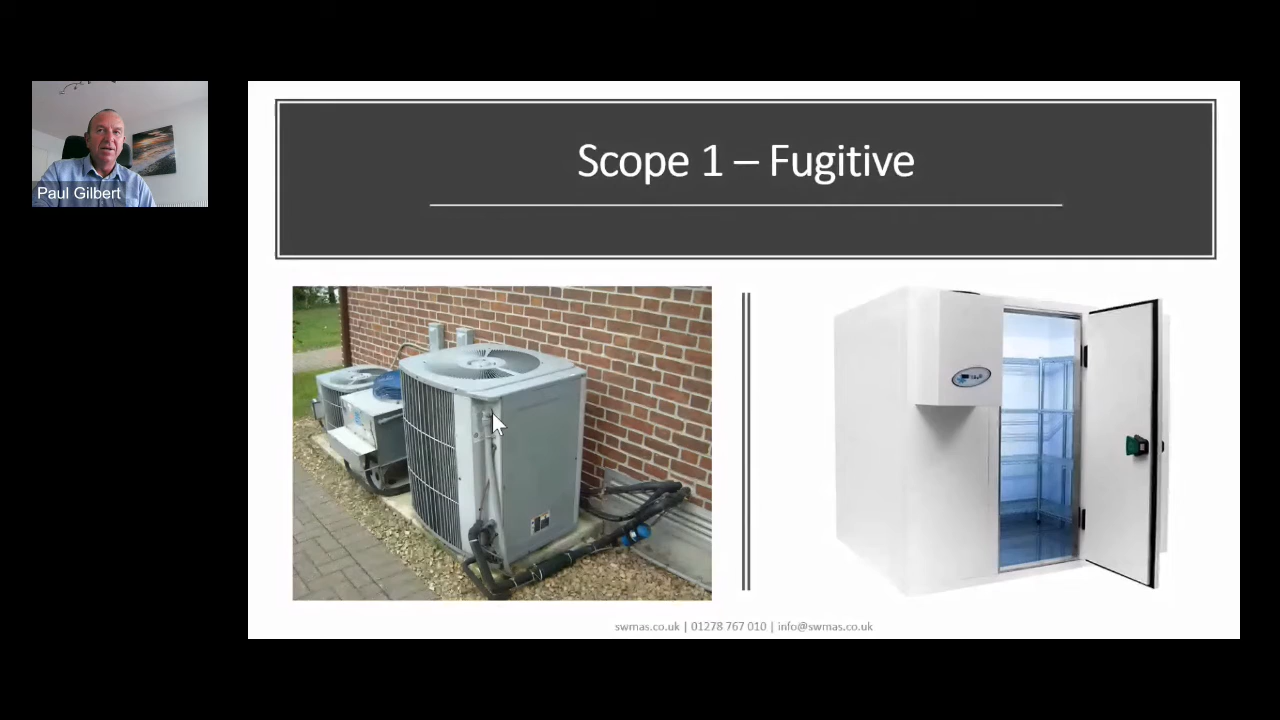 Paul Gilbert
Scope 1 – Fugitive
swmas.co.uk | 01278 767 010 | info@swmas.co.uk